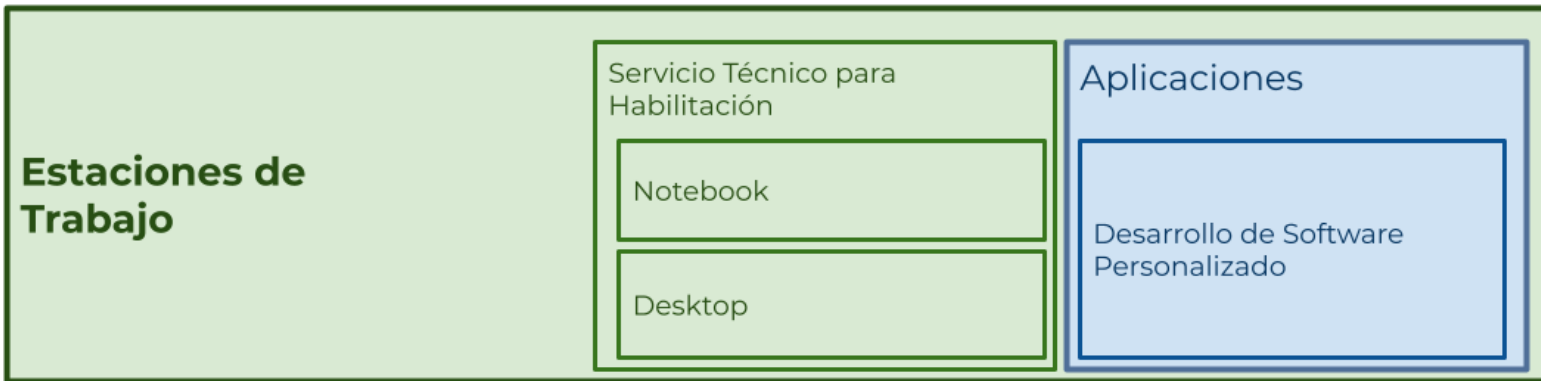 Estaciones de
Trabajo
Servicio Técnico para
Habilitación
Notebook
Desktop
Aplicaciones
Desarrollo de Software
Personalizado